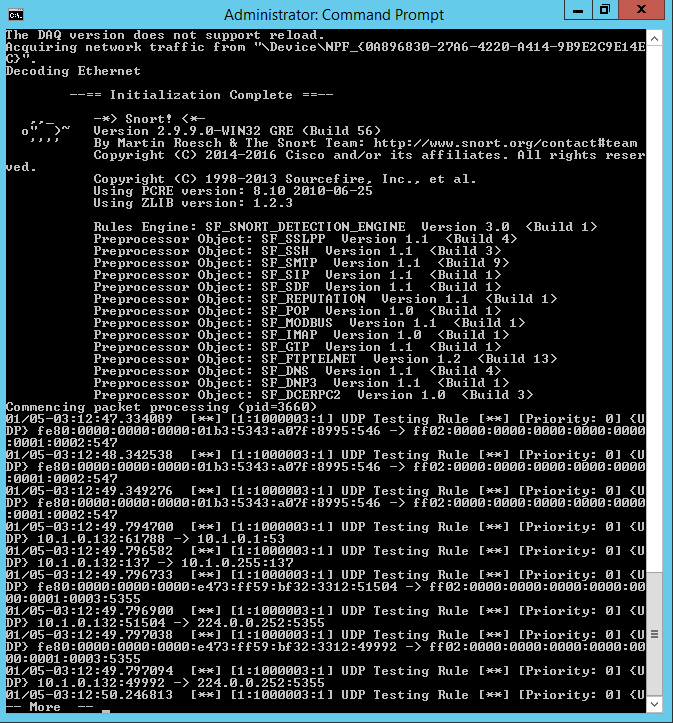 Administrator: Command Prompt
The DAQ version does not support reload.
Acquiring network traffic from "\Device\NPF_{0A896830-27A6-4220-A414-9B9E2C9E14E
C}".
Decoding Ethernet
--== Initialization Complete ==--
,,_ -*> Snort! <*-
o" )~ Version 2.9.9.0-WIN32 GRE (Build 56)
'''' By Martin Roesch & The Snort Team: http://www.snort.org/contact#team
Copyright (C) 2014-2016 Cisco and/or its affiliates. All rights reser
ved.
Copyright (C) 1998-2013 Sourcefire, Inc., et al.
Using PCRE version: 8.10 2010-06-25
Using ZLIB version: 1.2.3
Rules Engine: SF_SNORT_DETECTION_ENGINE Version 3.0 <Build 1>
Preprocessor Object: SF_SSLPP Version 1.1 <Build 4>
Preprocessor Object: SF_SSH Version 1.1 <Build 3>
Preprocessor Object: SF_SMTP Version 1.1 <Build 9>
Preprocessor Object: SF_SIP Version 1.1 <Build 1>
Preprocessor Object: SF_SDF Version 1.1 <Build 1>
Preprocessor Object: SF_REPUTATION Version 1.1 <Build 1>
Preprocessor Object: SF_POP Version 1.0 <Build 1>
Preprocessor Object: SF_MODBUS Version 1.1 <Build 1>
Preprocessor Object: SF_IMAP Version 1.0 <Build 1>
Preprocessor Object: SF_GTP Version 1.1 <Build 1>
Preprocessor Object: SF_FTPTELNET Version 1.2 <Build 13>
Preprocessor Object: SF_DNS Version 1.1 <Build 4>
Preprocessor Object: SF_DNP3 Version 1.1 <Build 1>
Preprocessor Object: SF_DCERPC2 Version 1.0 <Build 3>
Commencing packet processing (pid=3660)
01/05-03:12:47.334089 [**] [1:1000003:1] UDP Testing Rule [**] [Priority: 0] {U
DP} fe80:0000:0000:0000:01b3:5343:a07f:8995:546 -> ff02:0000:0000:0000:0000:0000
:0001:0002:547
01/05-03:12:48.342538 [**] [1:1000003:1] UDP Testing Rule [**] [Priority: 0] {U
DP} fe80:0000:0000:0000:01b3:5343:a07f:8995:546 -> ff02:0000:0000:0000:0000:0000
:0001:0002:547
01/05-03:12:49.349276 [**] [1:1000003:1] UDP Testing Rule [**] [Priority: 0] {U
DP} fe80:0000:0000:0000:01b3:5343:a07f:8995:546 -> ff02:0000:0000:0000:0000:0000
:0001:0002:547
01/05-03:12:49.794700 [**] [1:1000003:1] UDP Testing Rule [**] [Priority: 0] {U
DP} 10.1.0.132:61788 -> 10.1.0.1:53
01/05-03:12:49.796582 [**] [1:1000003:1] UDP Testing Rule [**] [Priority: 0] {U
DP} 10.1.0.132:137 -> 10.1.0.255:137
01/05-03:12:49.796733 [**] [1:1000003:1] UDP Testing Rule [**] [Priority: 0] {U
DP} fe80:0000:0000:0000:e473:ff59:bf32:3312:51504 -> ff02:0000:0000:0000:0000:00
00:0001:0003:5355
01/05-03:12:49.796900 [**] [1:1000003:1] UDP Testing Rule [**] [Priority: 0] {U
DP} 10.1.0.132:51504 -> 224.0.0.252:5355
01/05-03:12:49.797038 [**] [1:1000003:1] UDP Testing Rule [**] [Priority: 0] {U
DP} fe80:0000:0000:0000:e473:ff59:bf32:3312:49992 -> ff02:0000:0000:0000:0000:00
00:0001:0003:5355
01/05-03:12:49.797094 [**] [1:1000003:1] UDP Testing Rule [**] [Priority: 0] {U
DP} 10.1.0.132:49992 -> 224.0.0.252:5355
01/05-03:12:50.246813 [**] [1:1000003:1] UDP Testing Rule [**] [Priority: 0] {U
-- More --